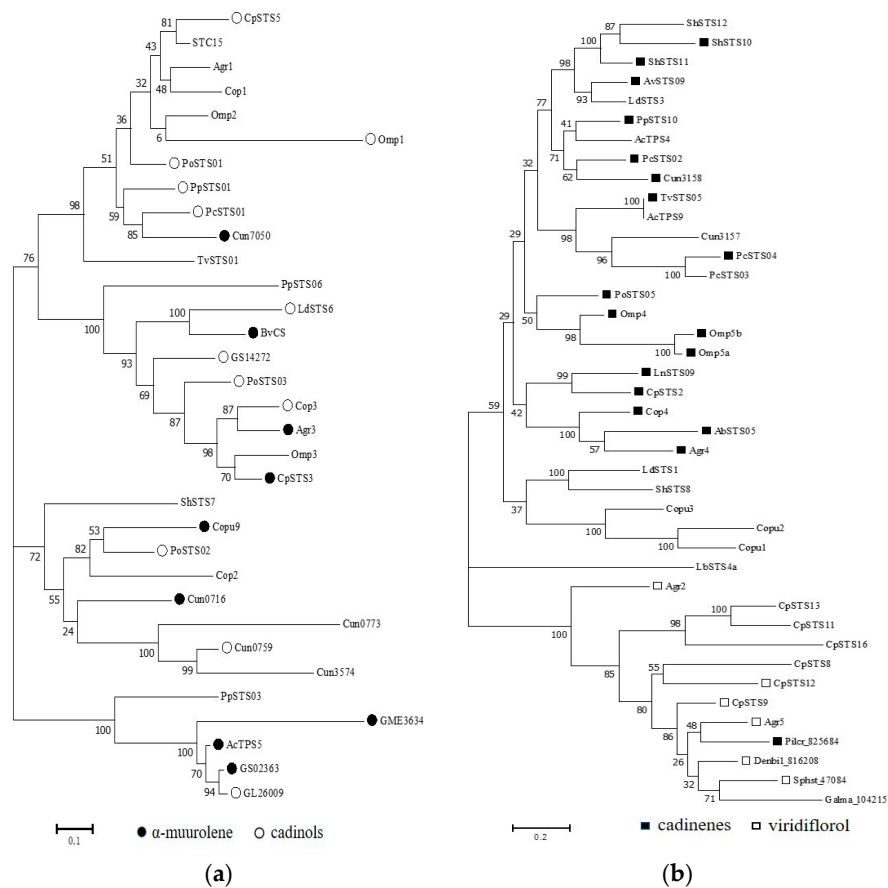 CpSTS5
81
STC15
43
Agr1
32
48
Cop1
Omp2
36
6
Omp1
51
PoSTS01
PpSTS01
98
59
PcSTS01
85
Cun7050
76
TvSTS01
PpSTS06
100
100
LdSTS6
BvCS
93
GS14272
69
PoSTS03
87
87
Cop3
Agr3
98
Omp3
70
CpSTS3
ShSTS7
72
53
Copu9
82
PoSTS02
55
Cop2
Cun0716
24
Cun0773
100
Cun0759
99
Cun3574
PpSTS03
100
GME3634
100
AcTPS5
70
GS02363
94
GL26009
0.1
α-muurolene
cadinols
(a)
ShSTS12
87
100
ShSTS10
98
ShSTS11
AvSTS09
77
93
LdSTS3
41
PpSTS10
AcTPS4
71
PcSTS02
32
62
Cun3158
TvSTS05
100
AcTPS9
98
Cun3157
29
96
PcSTS04
100
PcSTS03
PoSTS05
29
50
Omp4
98
Omp5b
100
Omp5a
99
LnSTS09
59
42
CpSTS2
Cop4
100
AbSTS05
57
Agr4
100
LdSTS1
ShSTS8
37
Copu3
100
Copu2
100
Copu1
LbSTS4a
Agr2
100
100
CpSTS13
98
CpSTS11
CpSTS16
85
55
CpSTS8
80
CpSTS12
CpSTS9
86
48
Agr5
26
Pilcr_825684
Denbi1_816208
32
Sphst_47084
71
Galma_104215
0.2
cadinenes
viridiflorol
(b)